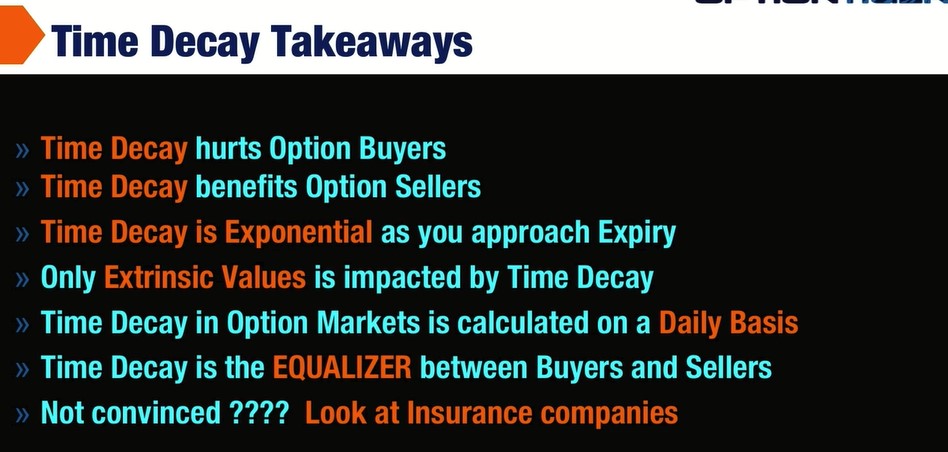 Time Decay Takeaways
» Time Decay hurts Option Buyers
» Time Decay benefits Option Sellers
» Time Decay is Exponential as you approach Expiry
» Only Extrinsic Values is impacted by Time Decay
» Time Decay in Option Markets is calculated on a Daily Basis
» Time Decay is the EQUALIZER between Buyers and Sellers
» Not convinced ???? Look at Insurance companies